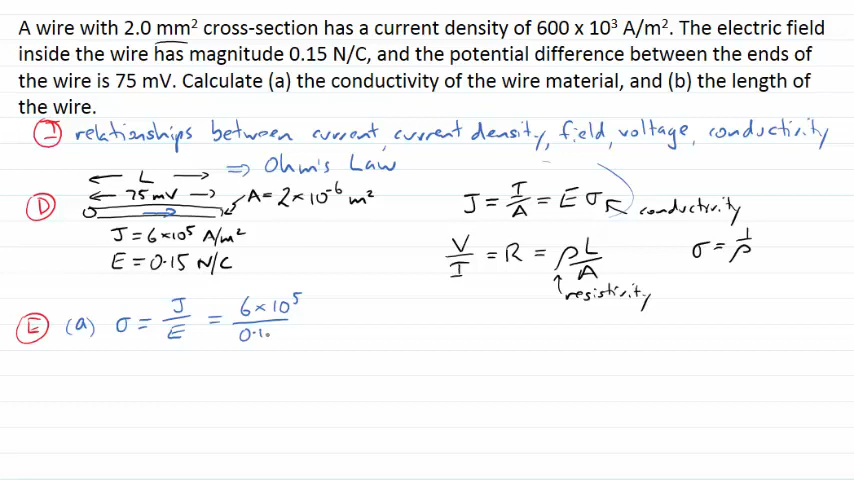 A wire with 2.0 mm² cross-section has a current density of 600 x 10³ A/m². The electric field
inside the wire has magnitude 0.15 N/C, and the potential difference between the ends of
the wire is 75 mV. Calculate (a) the conductivity of the wire material, and (b) the length of
the wire.
I relationships between current, current density, field, voltage, conductivity
⇒ Ohm's Law
L
D 75 mV A = 2 × 10⁻⁶ m²
J = I/A = E σ conductivity
J = 6×10⁵ A/m²
E = 0.15 N/C
V/I = R = ρ L/A σ = 1/ρ
resistivity
E (a) σ = J/E = 6×10⁵/0.1